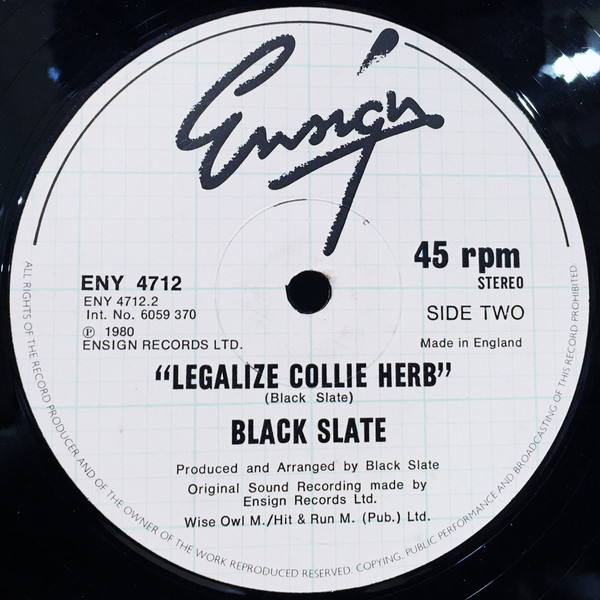 Ensign
ENY 4712
ENY 4712.2
Int. No. 6059 370
℗ 1980
ENSIGN RECORDS LTD.
45 rpm
STEREO
SIDE TWO
Made in England
"LEGALIZE COLLIE HERB"
(Black Slate)
BLACK SLATE
Produced and Arranged by Black Slate
Original Sound Recording made by
Ensign Records Ltd.
Wise Owl M./Hit & Run M. (Pub.) Ltd.
ALL RIGHTS OF THE RECORD PRODUCER AND OF THE OWNER OF THE WORK REPRODUCED RESERVED. COPYING, PUBLIC PERFORMANCE AND BROADCASTING OF THIS RECORD PROHIBITED